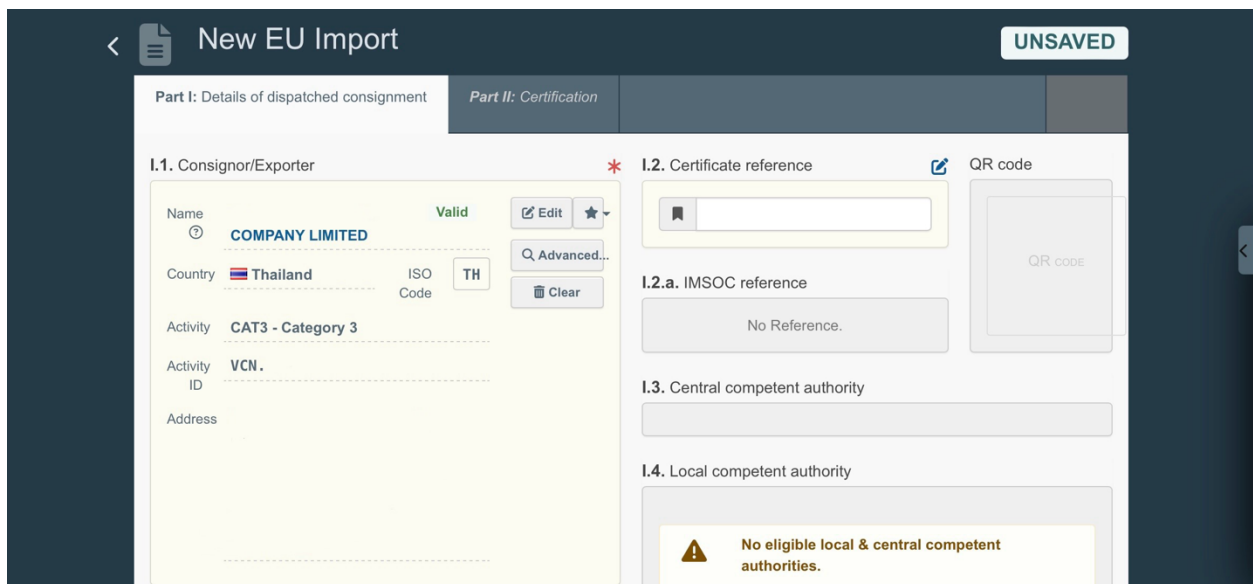 New EU Import
UNSAVED
Part I: Details of dispatched consignment
Part II: Certification
I.1. Consignor/Exporter *
Name
Valid
COMPANY LIMITED
Edit
Advanced...
Clear
Country
Thailand
ISO Code
TH
Activity
CAT3 - Category 3
Activity ID
VCN.
Address
I.2. Certificate reference
QR code
QR CODE
I.2.a. IMSOC reference
No Reference.
I.3. Central competent authority
I.4. Local competent authority
No eligible local & central competent
authorities.